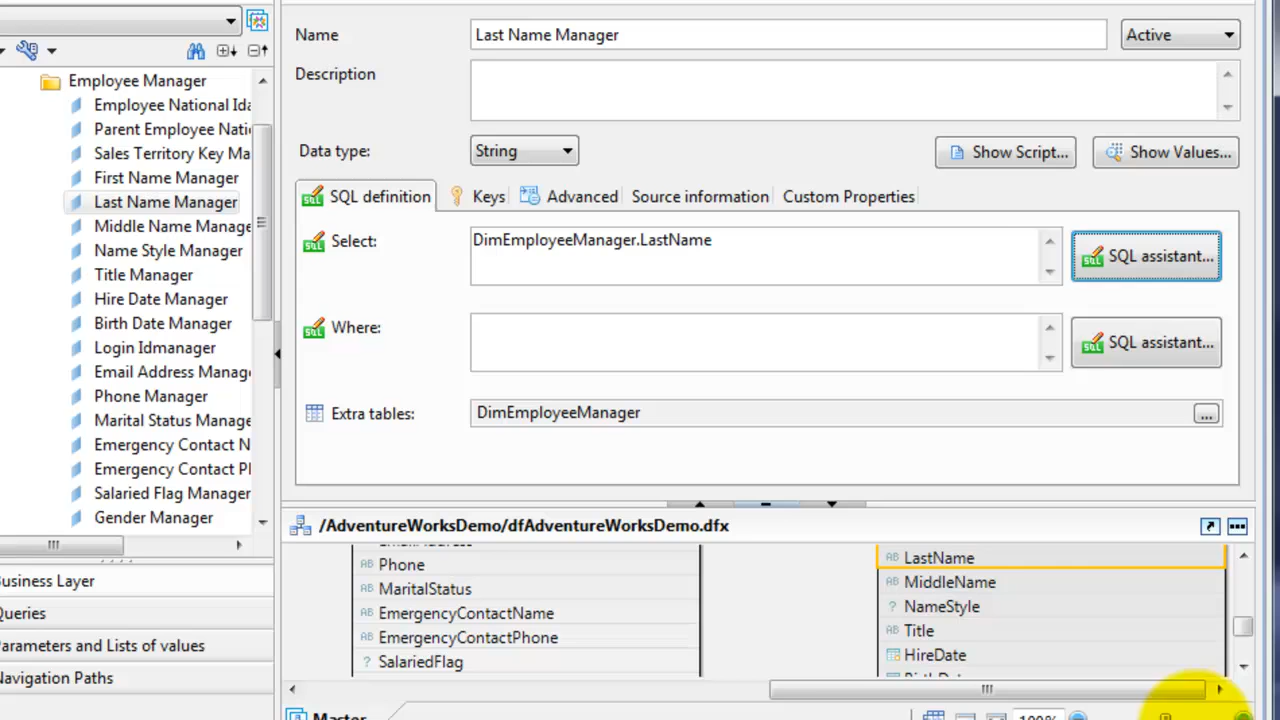 Name
Last Name Manager
Active
Description
Data type:
String
Show Script...
Show Values...
SQL definition
Keys
Advanced
Source information
Custom Properties
Select:
DimEmployeeManager.LastName
SQL assistant...
Where:
SQL assistant...
Extra tables:
DimEmployeeManager
...
Employee Manager
Employee National Ida
Parent Employee Nati
Sales Territory Key Ma
First Name Manager
Last Name Manager
Middle Name Manage
Name Style Manager
Title Manager
Hire Date Manager
Birth Date Manager
Login Idmanager
Email Address Manag
Phone Manager
Marital Status Manage
Emergency Contact N
Emergency Contact Pl
Salaried Flag Manager
Gender Manager
Business Layer
Queries
Parameters and Lists of values
Navigation Paths
/AdventureWorksDemo/dfAdventureWorksDemo.dfx
Phone
MaritalStatus
EmergencyContactName
EmergencyContactPhone
SalariedFlag
LastName
MiddleName
NameStyle
Title
HireDate
Master
100%